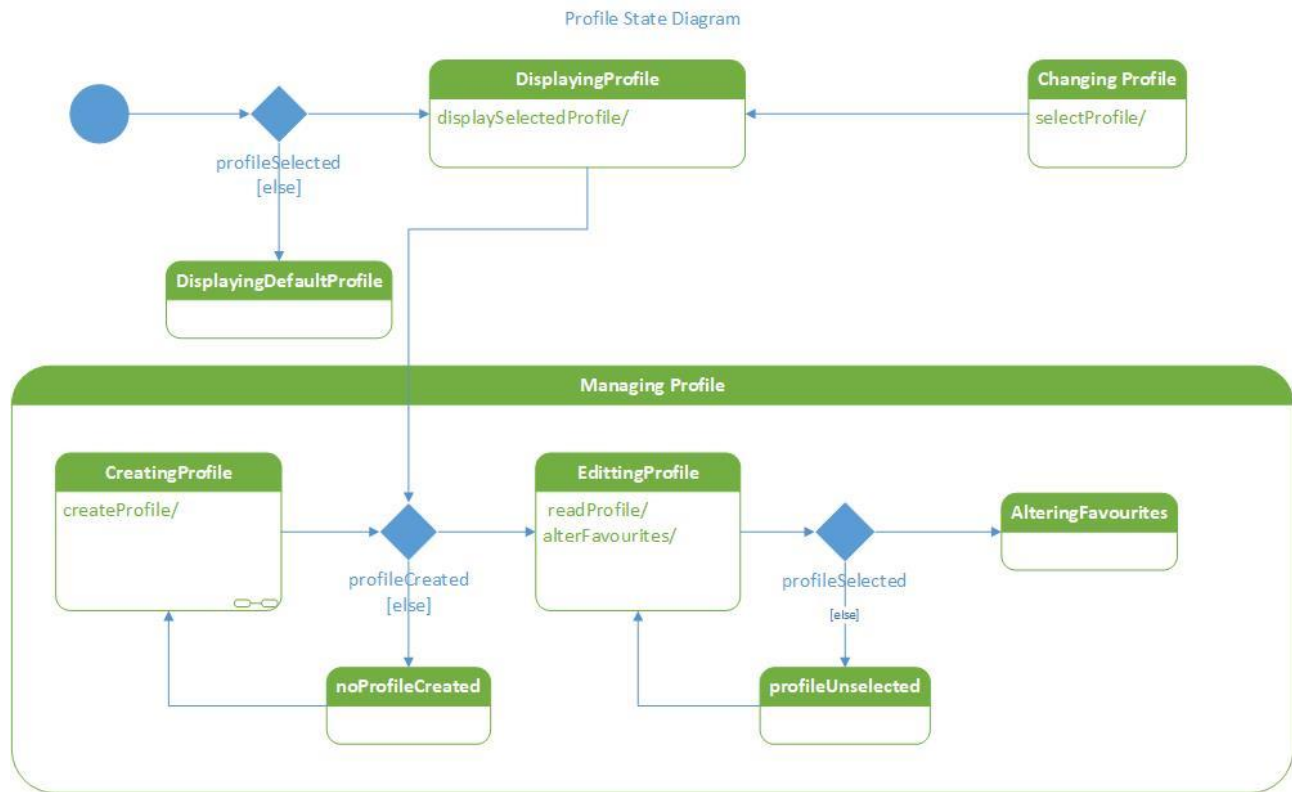 Profile State Diagram
DisplayingProfile
displaySelectedProfile/
Changing Profile
selectProfile/
profileSelected
[else]
DisplayingDefaultProfile
Managing Profile
CreatingProfile
createProfile/
profileCreated
[else]
noProfileCreated
EdittingProfile
readProfile/
alterFavourites/
profileSelected
[else]
profileUnselected
AlteringFavourites